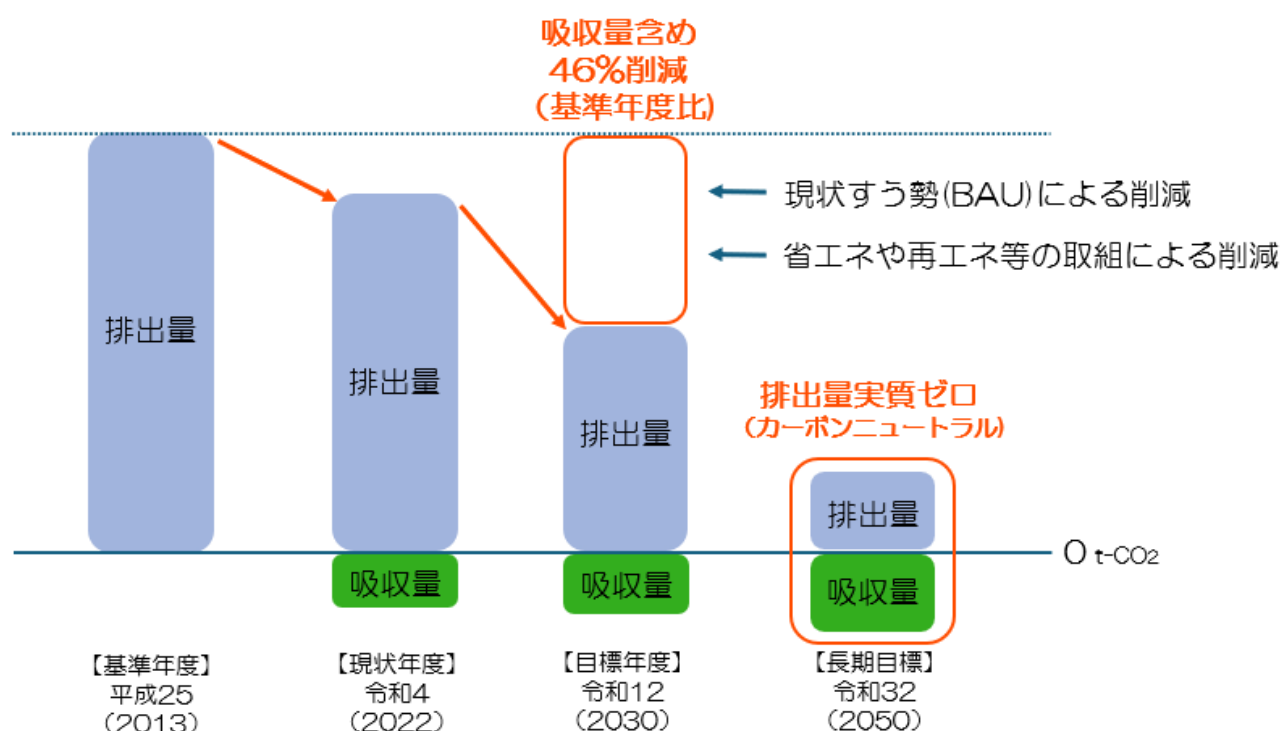 吸収量含め
46%削減
(基準年度比)
現状すう勢(BAU)による削減
省エネや再エネ等の取組による削減
排出量
排出量
排出量
排出量実質ゼロ
(カーボンニュートラル)
排出量
0 t-CO2
吸収量
吸収量
吸収量
【基準年度】
平成25
(2013)
【現状年度】
令和4
(2022)
【目標年度】
令和12
(2030)
【長期目標】
令和32
(2050)